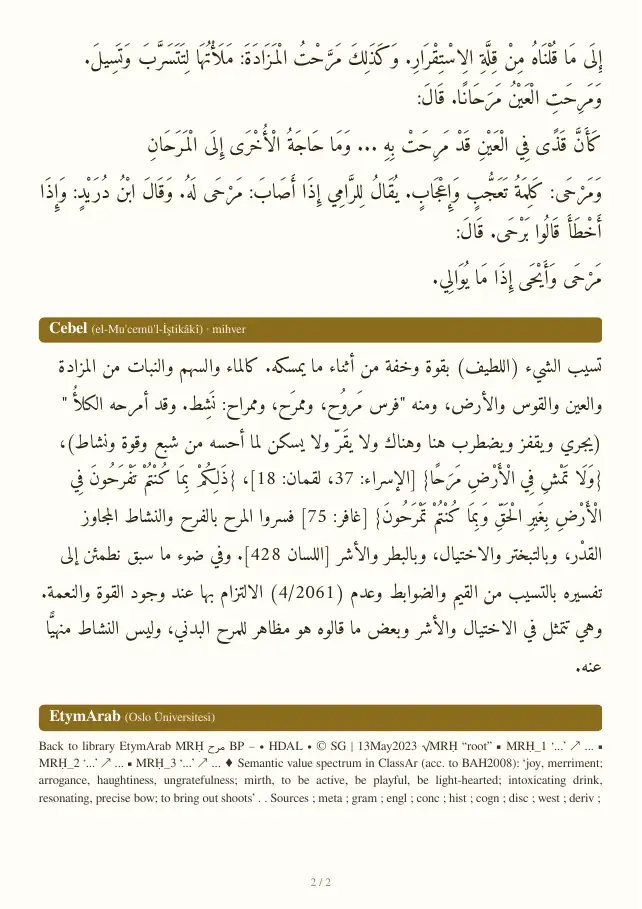 إِلَى مَا قُلْنَاهُ مِنْ قِلَّةِ الِاسْتِقْرَارِ. وَكَذَلِكَ مَرَّحْتُ الْمَزَادَةَ: مَلَأْتُهَا لِتَتَسَرَّبَ وَتَسِيلَ.
وَمَرِحَتِ الْعَيْنُ مَرَحَانًا. قَالَ:
كَأَنَّ قَذًى فِي الْعَيْنِ قَدْ مَرِحَتْ بِهِ ... وَمَا حَاجَةُ الْأُخْرَى إِلَى الْمَرَحَانِ
وَمَرْحَى: كَلِمَةُ تَعَجُّبٍ وَإِعْجَابٍ. يُقَالُ لِلرَّامِي إِذَا أَصَابَ: مَرْحَى لَهُ. وَقَالَ ابْنُ دُرَيْدٍ: وَإِذَا
أَخْطَأَ قَالُوا بَرْحَى. قَالَ:
مَرْحَى وَأَيْحَى إِذَا مَا يُوَالِي.
Cebel (el-Mu'cemü'l-İştikâkî) · mihver
تسيب الشيء (اللطيف) بقوة وخفة من أثناء ما يمسكه. كالماء والسهم والنبات من المزادة
والعين والقوس والأرض، ومنه "فرس مَروُح، وممرَح، وممراح: نَشِط. وقد أمرحه الكلأُ "
(يجري ويقفز ويضطرب هنا وهناك ولا يَقَرّ ولا يسكن لما أحسه من شبع وقوة ونشاط)،
{وَلَا تَمْشِ فِي الْأَرْضِ مَرَحًا} [الإسراء: 37، لقمان: 18]، {ذَلِكُمْ بِمَا كُنْتُمْ تَفْرَحُونَ فِي
الْأَرْضِ بِغَيرِ الْحَقِّ وَبِمَا كُنْتُمْ تَمْرَحُونَ} [غافر: 75] فسروا المرح بالفرح والنشاط المجاوز
القدْر، وبالتبختر والاختيال، وبالبطر والأشر [اللسان 428]. وفي ضوء ما سبق نطمئن إلى
تفسيره بالتسيب من القيم والضوابط وعدم (4/2061) الالتزام بها عند وجود القوة والنعمة.
وهي تتمثل في الاختيال والأشر وبعض ما قالوه هو مظاهر للمرح البدني، وليس النشاط منهيًّا
عنه.
EtymArab (Oslo Üniversitesi)
Back to library EtymArab MRḤ مرح BP – • HDAL • © SG | 13May2023 √MRḤ “root” ▪ MRḤ_1 ‘...’ ↗ ... ▪
MRḤ_2 ‘...’ ↗ ... ▪ MRḤ_3 ‘...’ ↗ ... ♦ Semantic value spectrum in ClassAr (acc. to BAH2008): ‘joy, merriment;
arrogance, haughtiness, ungratefulness; mirth, to be active, be playful, be light-hearted; intoxicating drink,
resonating, precise bow; to bring out shoots’ . . Sources ; meta ; gram ; engl ; conc ; hist ; cogn ; disc ; west ; deriv ;
2 / 2